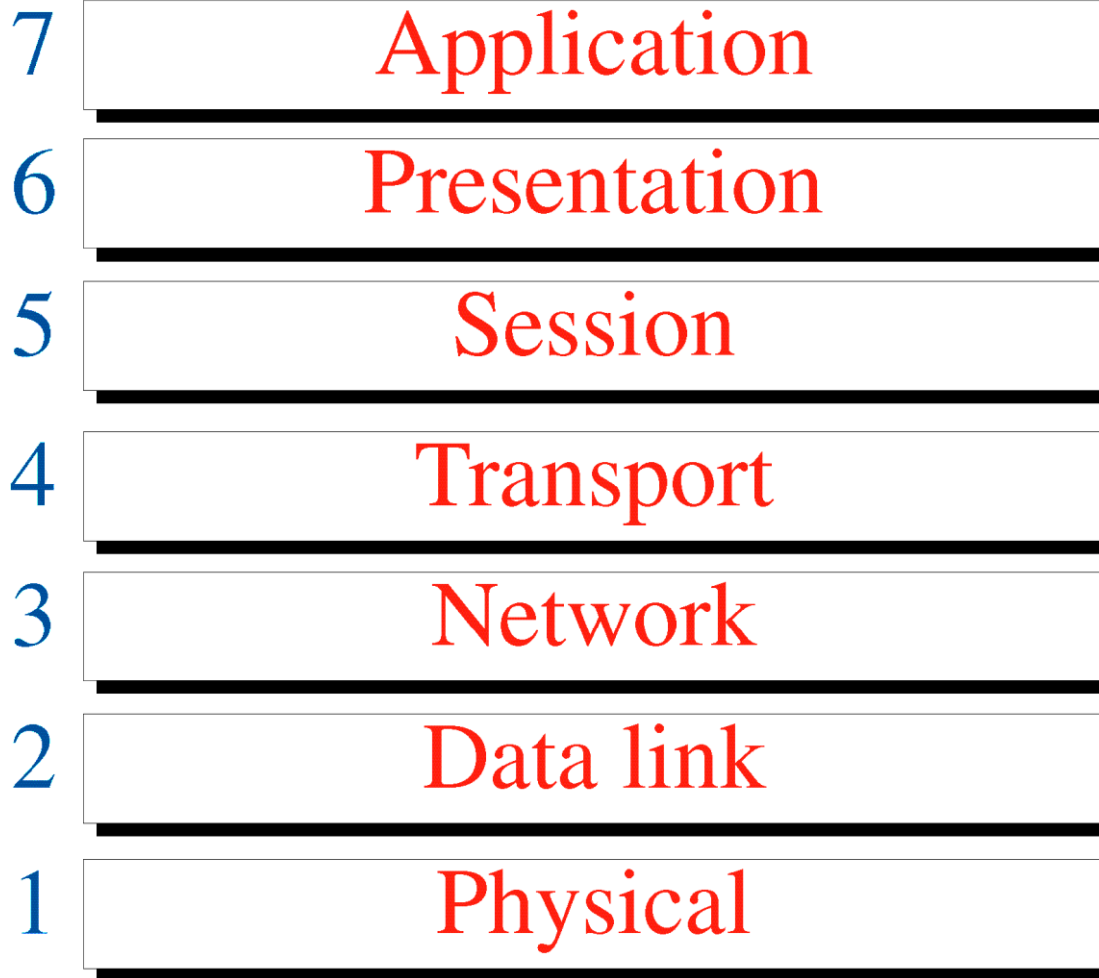 7 Application
6 Presentation
5 Session
4 Transport
3 Network
2 Data link
1 Physical